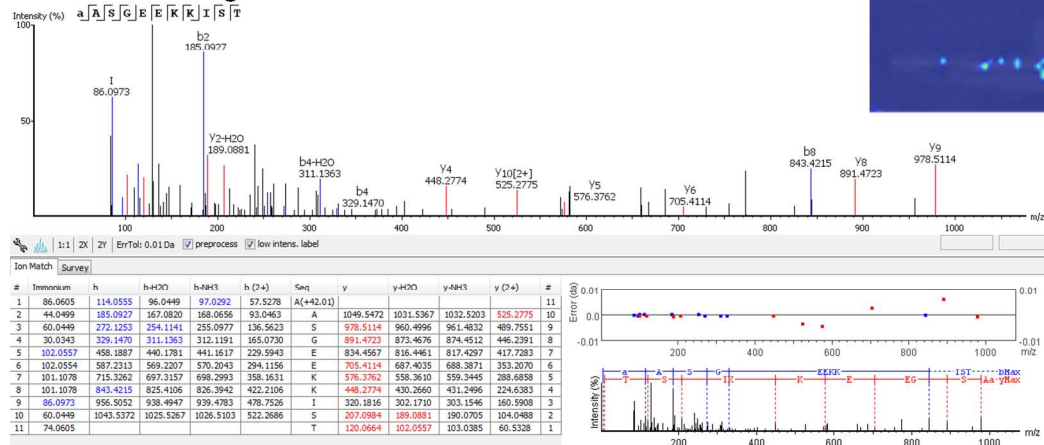 Intensity (%) a A S G E E K K I S T
100
b2
185.0927
I
86.0973
50
y2-H2O
189.0881
b4-H2O
311.1363
b4
329.1470
y4
448.2774
y10[2+]
525.2775
y5
576.3762
y6
705.4114
b8
843.4215
y8
891.4723
y9
978.5114
100 200 300 400 500 600 700 800 900 1000 m/z
1:1 2X 2Y ErrTol: 0.01 Da preprocess low intens. label
Ion Match Survey
# Immonium b b-H2O b-NH3 b (2+) Seq y y-H2O y-NH3 y (2+) #
1 86.0605 114.0555 96.0449 97.0292 57.5278 A(+42.01) 11
2 44.0499 185.0927 167.0820 168.0656 93.0463 A 1049.5472 1031.5367 1032.5203 525.2775 10
3 60.0449 272.1253 254.1141 255.0977 136.5623 S 978.5114 960.4996 961.4832 489.7551 9
4 30.0343 329.1470 311.1363 312.1191 165.0730 G 891.4723 873.4676 874.4512 446.2391 8
5 102.0557 458.1887 440.1781 441.1617 229.5943 E 834.4567 816.4461 817.4297 417.7283 7
6 102.0554 587.2313 569.2207 570.2043 294.1156 E 705.4114 687.4035 688.3871 353.2070 6
7 101.1078 715.3262 697.3157 698.2993 358.1631 K 576.3762 558.3610 559.3445 288.6858 5
8 101.1078 843.4215 825.4106 826.3942 422.2106 K 448.2774 430.2660 431.2496 224.6383 4
9 86.0973 956.5052 938.4947 939.4783 478.7526 I 320.1816 302.1710 303.1546 160.5908 3
10 60.0449 1043.5372 1025.5267 1026.5103 522.2686 S 207.0984 189.0881 190.0705 104.0488 2
11 74.0605 T 120.0664 102.0557 103.0385 60.5328 1
Error (da)
0.01 0.01
0.0
-0.01 -0.01
200 400 600 800 1000 m/z
a A S G EEKK IST bMax
T S IK K E EG S Aa yMax
Intensity (%)
200 400 600 800 1000